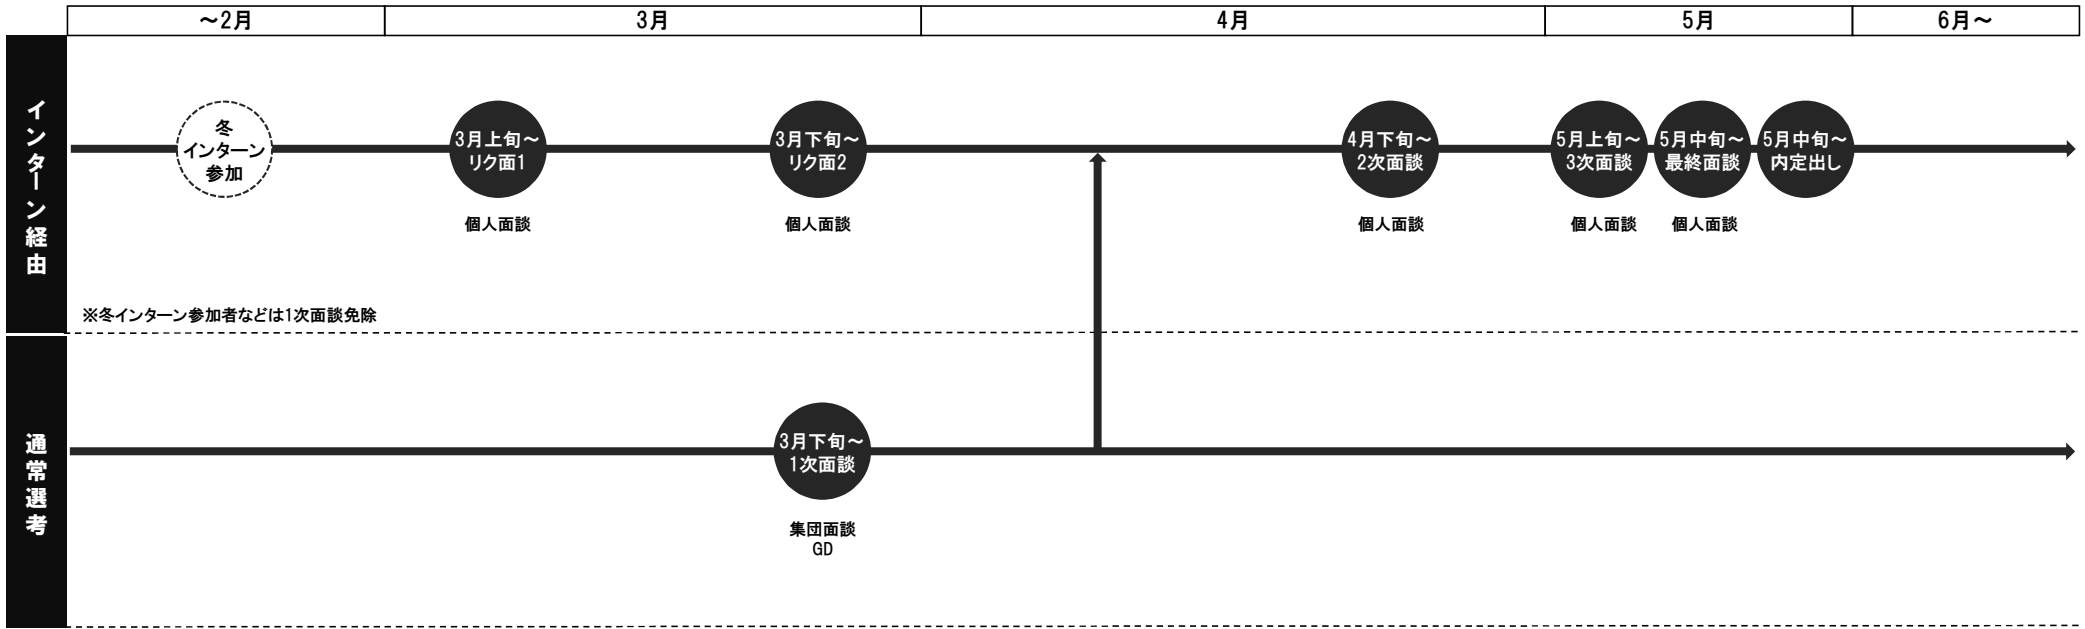 ~2月
3月
4月
5月
6月~
インターン経由
冬
インターン
参加
3月上旬~
リク面1
個人面談
3月下旬~
リク面2
個人面談
4月下旬~
2次面談
個人面談
5月上旬~
3次面談
個人面談
5月中旬~
最終面談
個人面談
5月中旬~
内定出し
※冬インターン参加者などは1次面談免除
通常選考
3月下旬~
1次面談
集団面談
GD